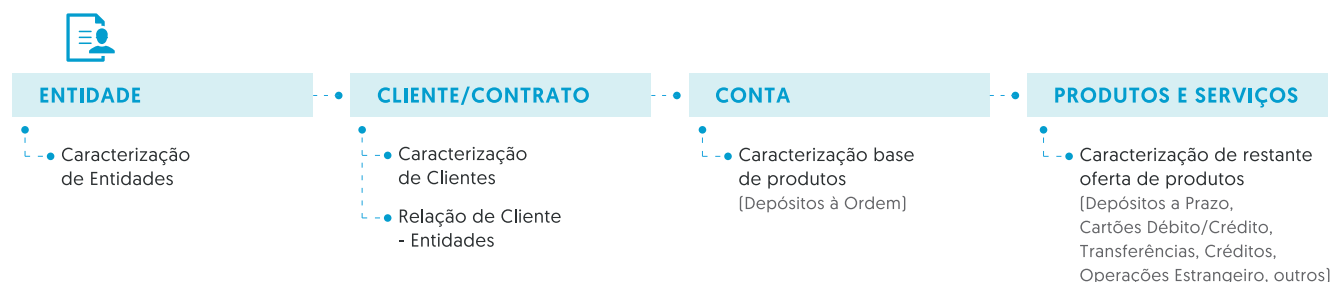 ENTIDADE
Caracterização
de Entidades
CLIENTE/CONTRATO
Caracterização
de Clientes
Relação de Cliente
- Entidades
CONTA
Caracterização base
de produtos
(Depósitos à Ordem)
PRODUTOS E SERVIÇOS
Caracterização de restante
oferta de produtos
(Depósitos a Prazo,
Cartões Débito/Crédito,
Transferências, Créditos,
Operações Estrangeiro, outros)